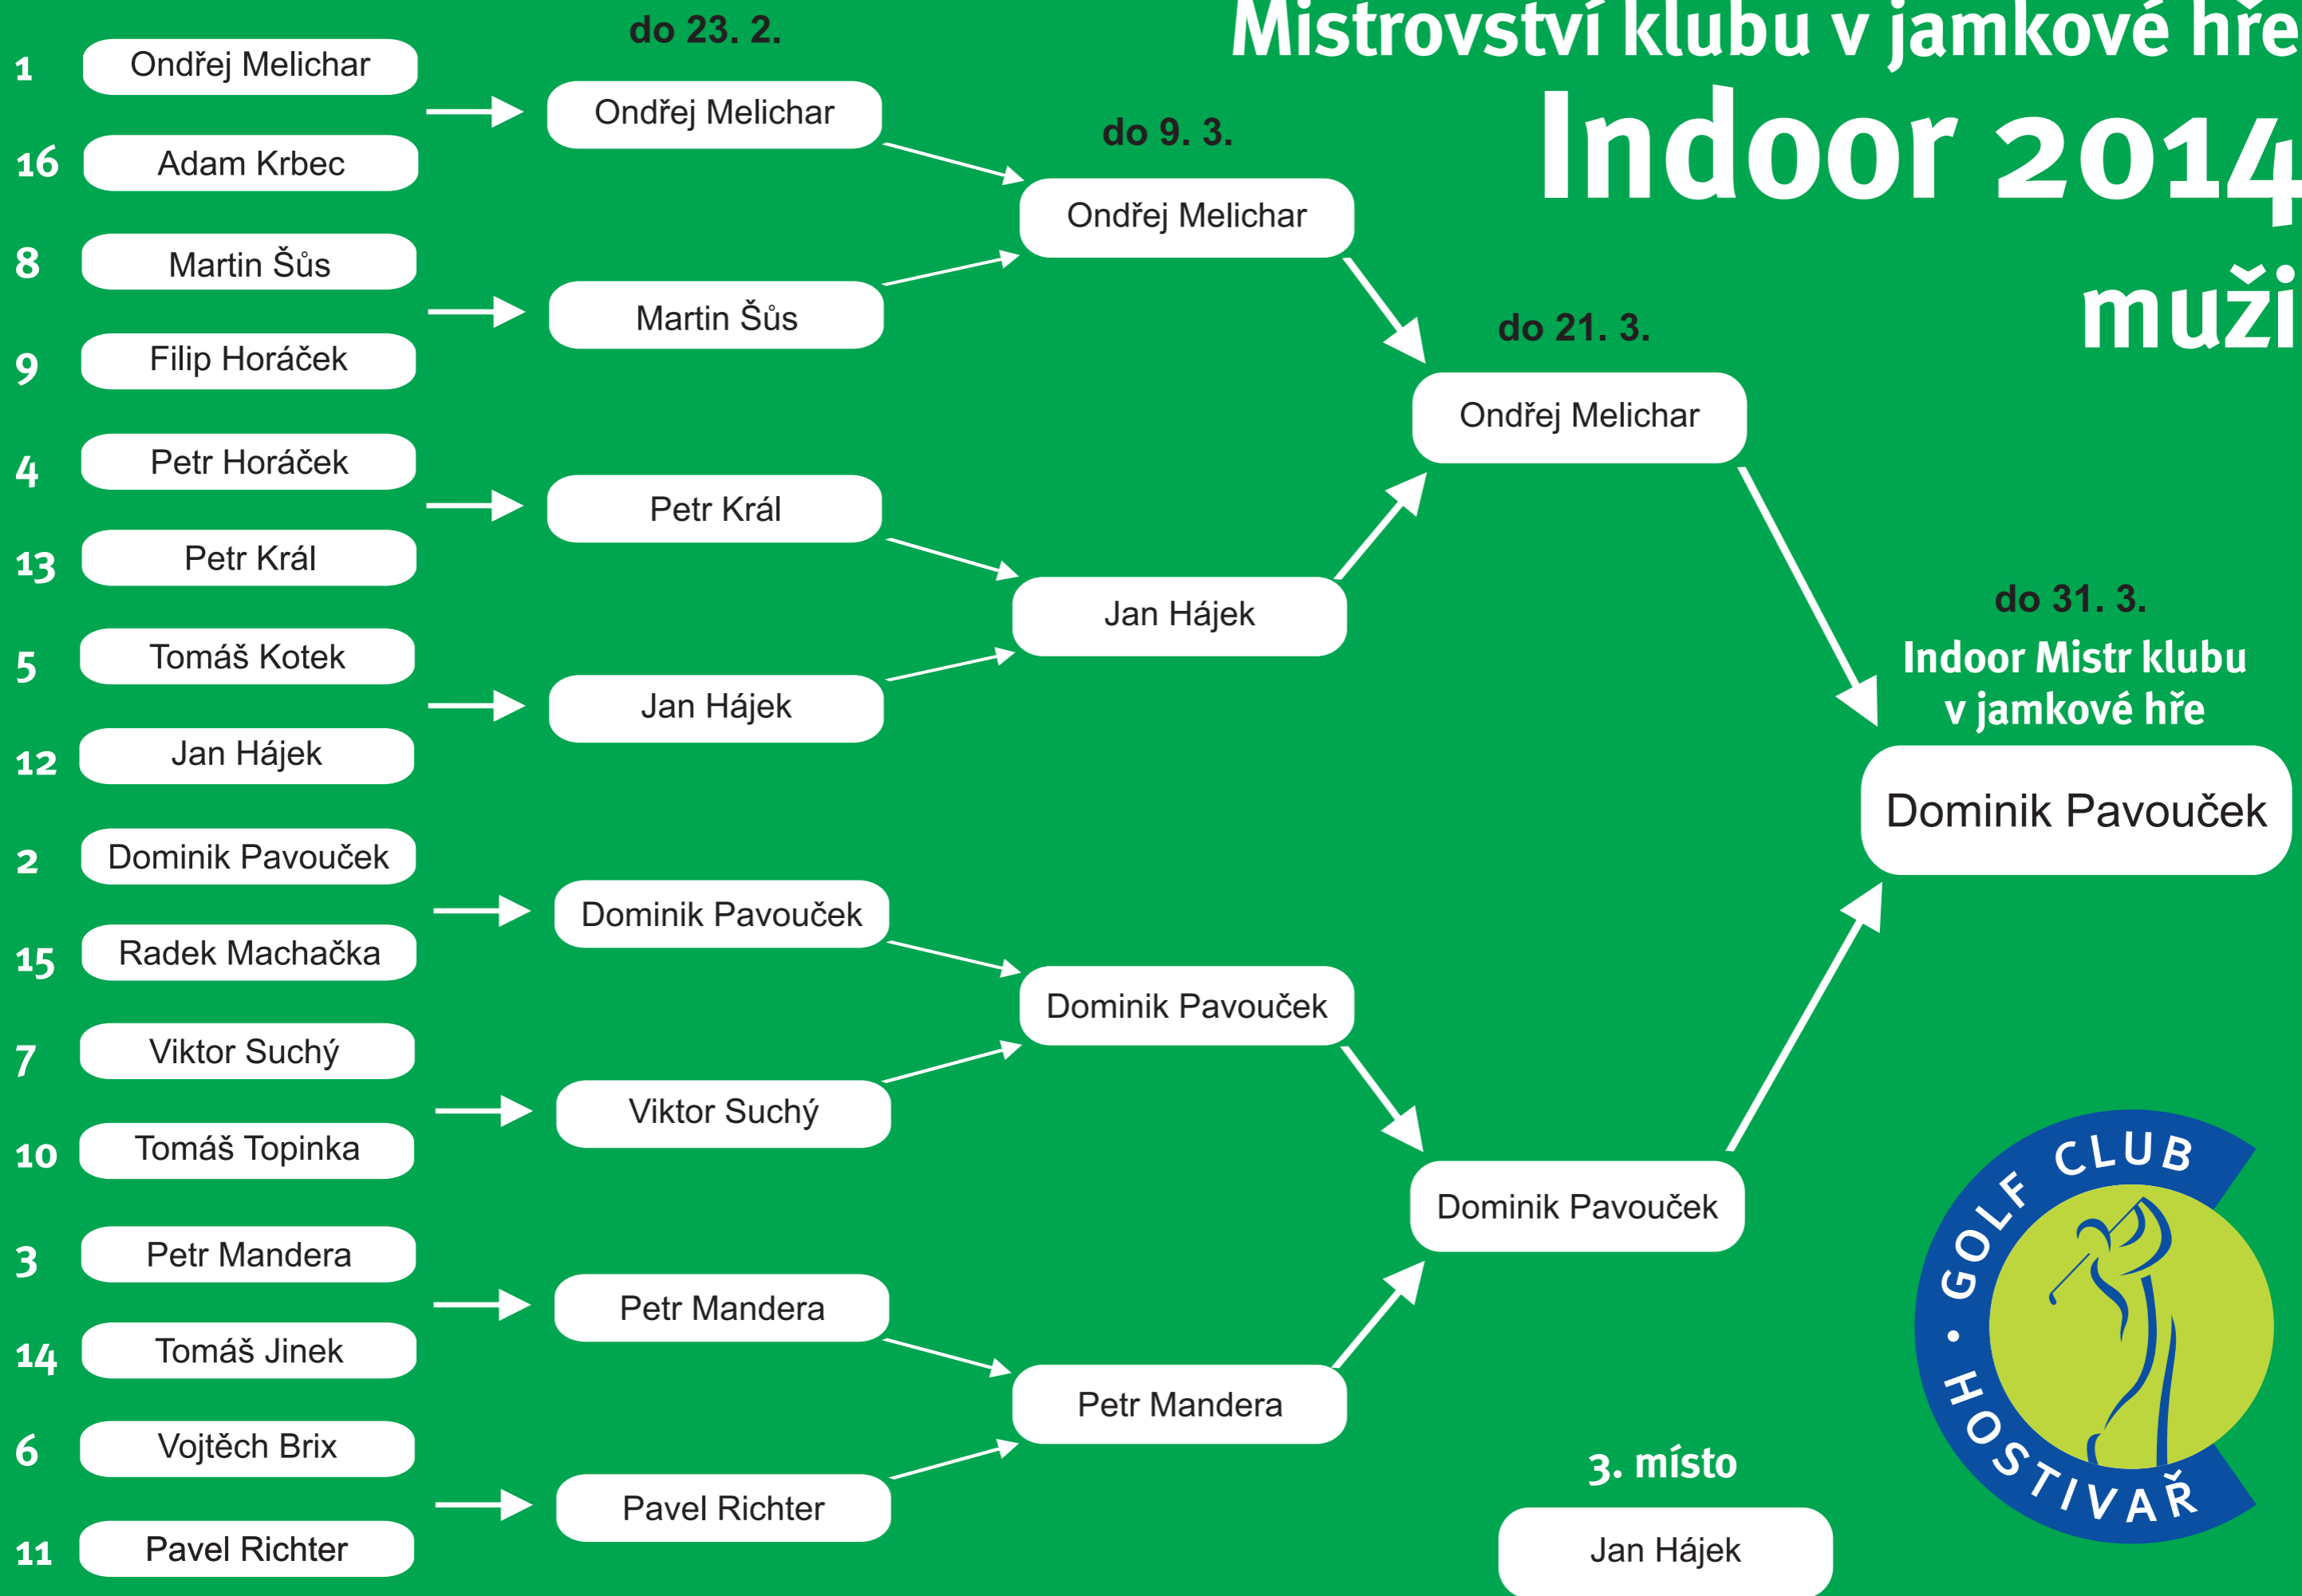 Mistrovství klubu v jamkové hře
Indoor 2014
muži
1 Ondřej Melichar
16 Adam Krbec
8 Martin Šůs
9 Filip Horáček
4 Petr Horáček
13 Petr Král
5 Tomáš Kotek
12 Jan Hájek
2 Dominik Pavouček
15 Radek Machačka
7 Viktor Suchý
10 Tomáš Topinka
3 Petr Mandera
14 Tomáš Jinek
6 Vojtěch Brix
11 Pavel Richter
do 23. 2.
Ondřej Melichar
Martin Šůs
Petr Král
Jan Hájek
Dominik Pavouček
Viktor Suchý
Petr Mandera
Pavel Richter
do 9. 3.
Ondřej Melichar
Jan Hájek
Dominik Pavouček
Petr Mandera
do 21. 3.
Ondřej Melichar
Dominik Pavouček
do 31. 3.
Indoor Mistr klubu
v jamkové hře
Dominik Pavouček
3. místo
Jan Hájek
GOLF CLUB
• HOSTIVAŘ